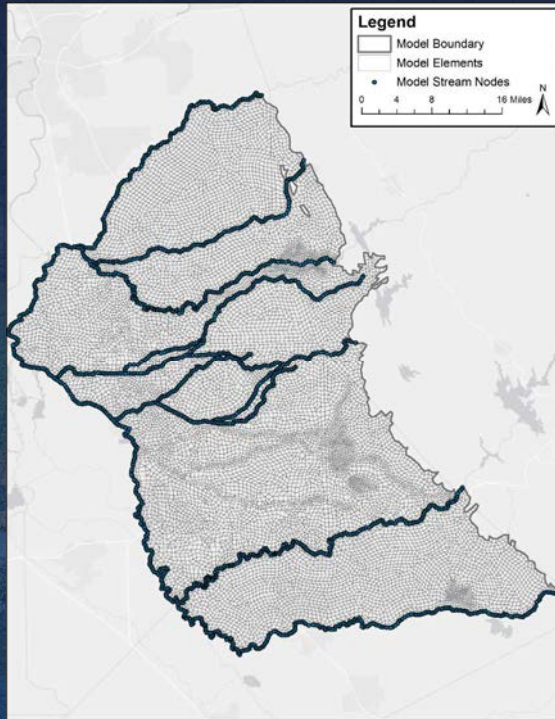 Legend
Model Boundary
Model Elements
Model Stream Nodes
0 4 8 16 Miles
N